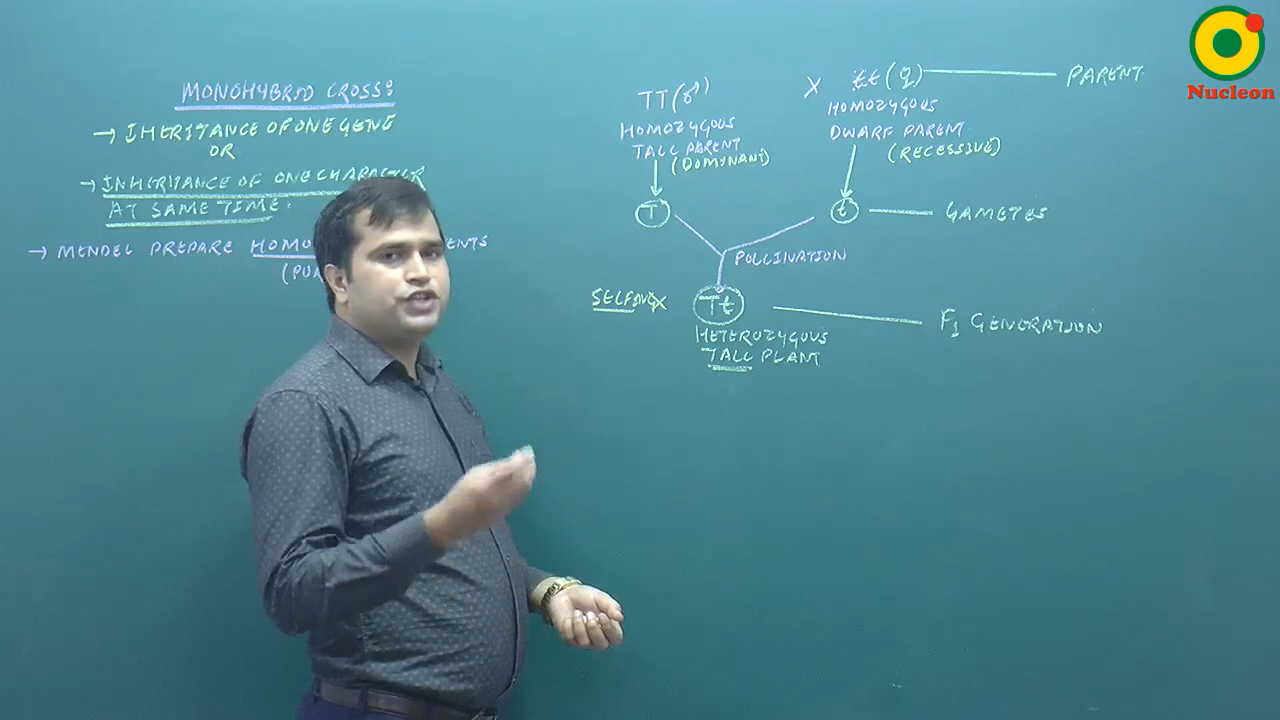 MONOHYBRID CROSS:
→ INHERITANCE OF ONE GENE
OR
→ INHERITANCE OF ONE CHARACTER
AT SAME TIME.
→ MENDEL PREPARE
TT(♂) X tt(♀) PARENT
HOMOZYGOUS
TALL PARENT
(DOMINANT)
HOMOZYGOUS
DWARF PARENT
(RECESSIVE)
T t GAMETES
POLLINATION
SELFING X Tt F1 GENERATION
HETEROZYGOUS
TALL PLANT
Nucleon